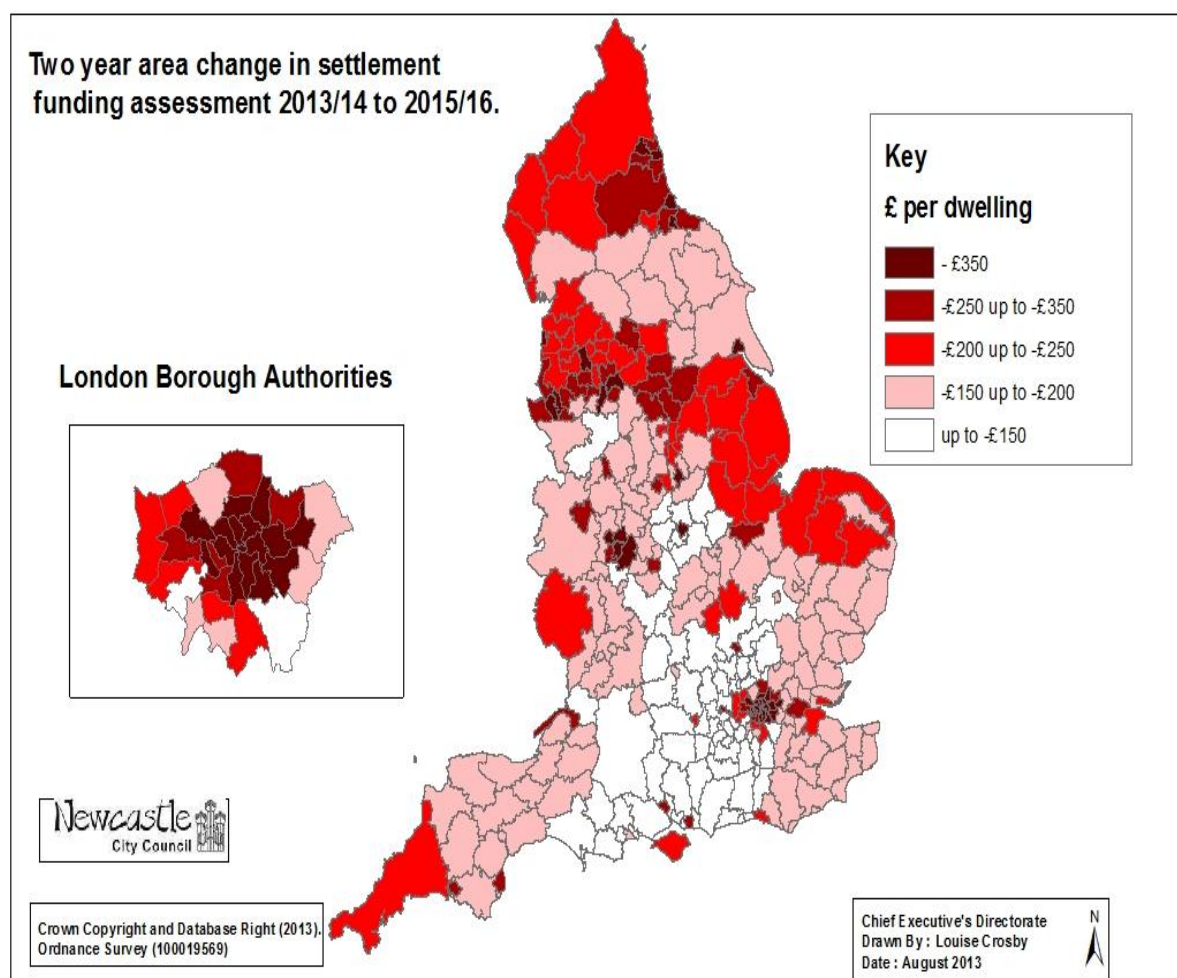 Two year area change in settlement
funding assessment 2013/14 to 2015/16.
Key
£ per dwelling
- £350
-£250 up to -£350
-£200 up to -£250
-£150 up to -£200
up to -£150
London Borough Authorities
Newcastle
City Council
Crown Copyright and Database Right (2013).
Ordnance Survey (100019569)
Chief Executive's Directorate
Drawn By : Louise Crosby
Date : August 2013
N